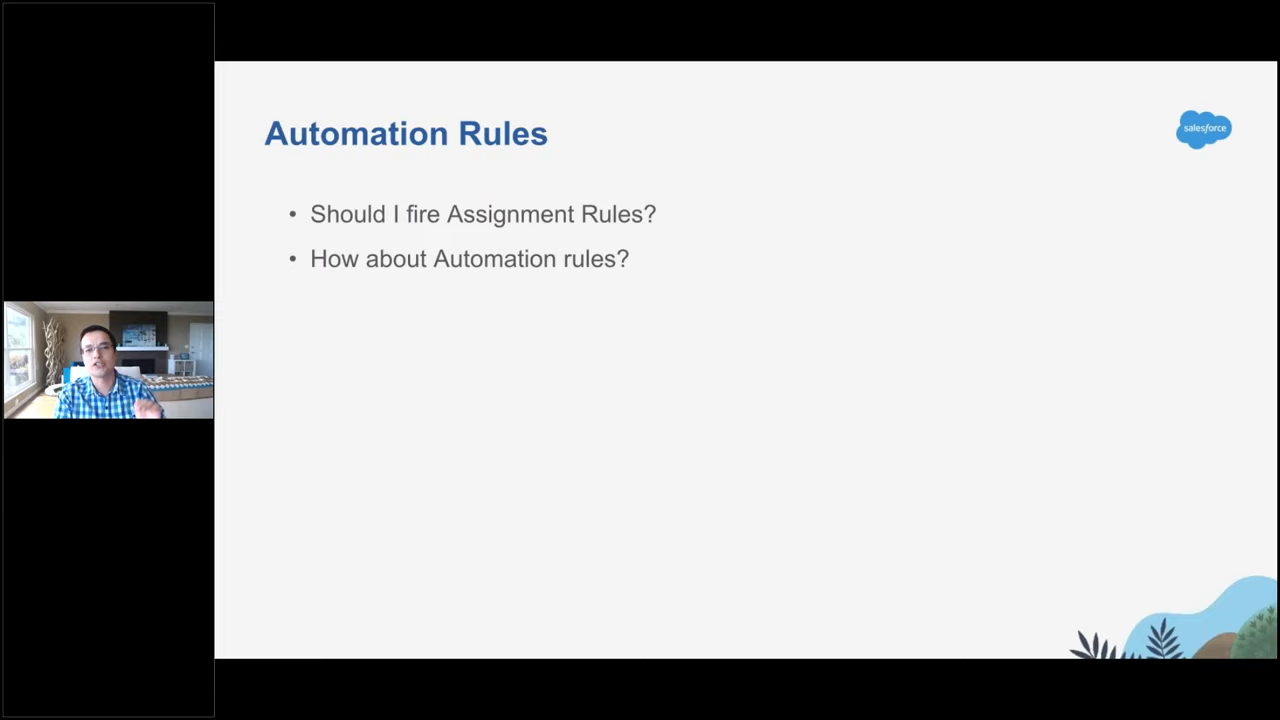 Automation Rules
salesforce
• Should I fire Assignment Rules?
• How about Automation rules?